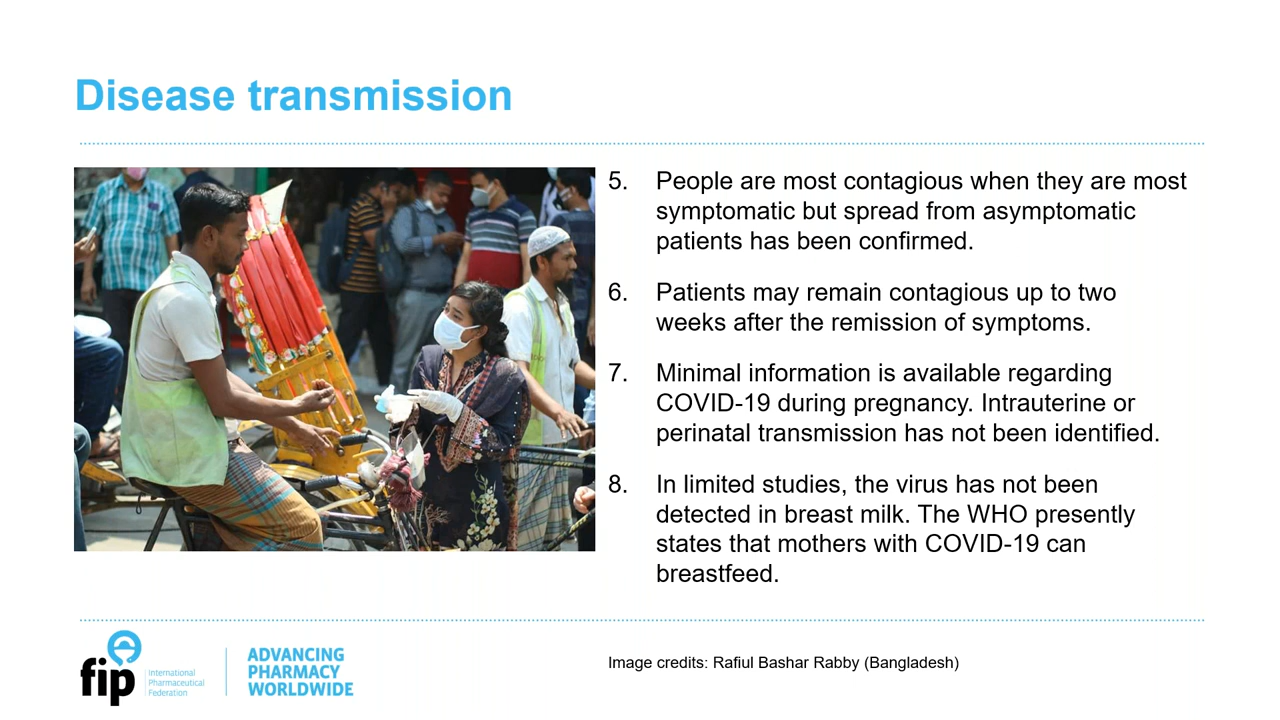 Disease transmission
5. People are most contagious when they are most
symptomatic but spread from asymptomatic
patients has been confirmed.
6. Patients may remain contagious up to two
weeks after the remission of symptoms.
7. Minimal information is available regarding
COVID-19 during pregnancy. Intrauterine or
perinatal transmission has not been identified.
8. In limited studies, the virus has not been
detected in breast milk. The WHO presently
states that mothers with COVID-19 can
breastfeed.
fip
International
Pharmaceutical
Federation
ADVANCING
PHARMACY
WORLDWIDE
Image credits: Rafiul Bashar Rabby (Bangladesh)